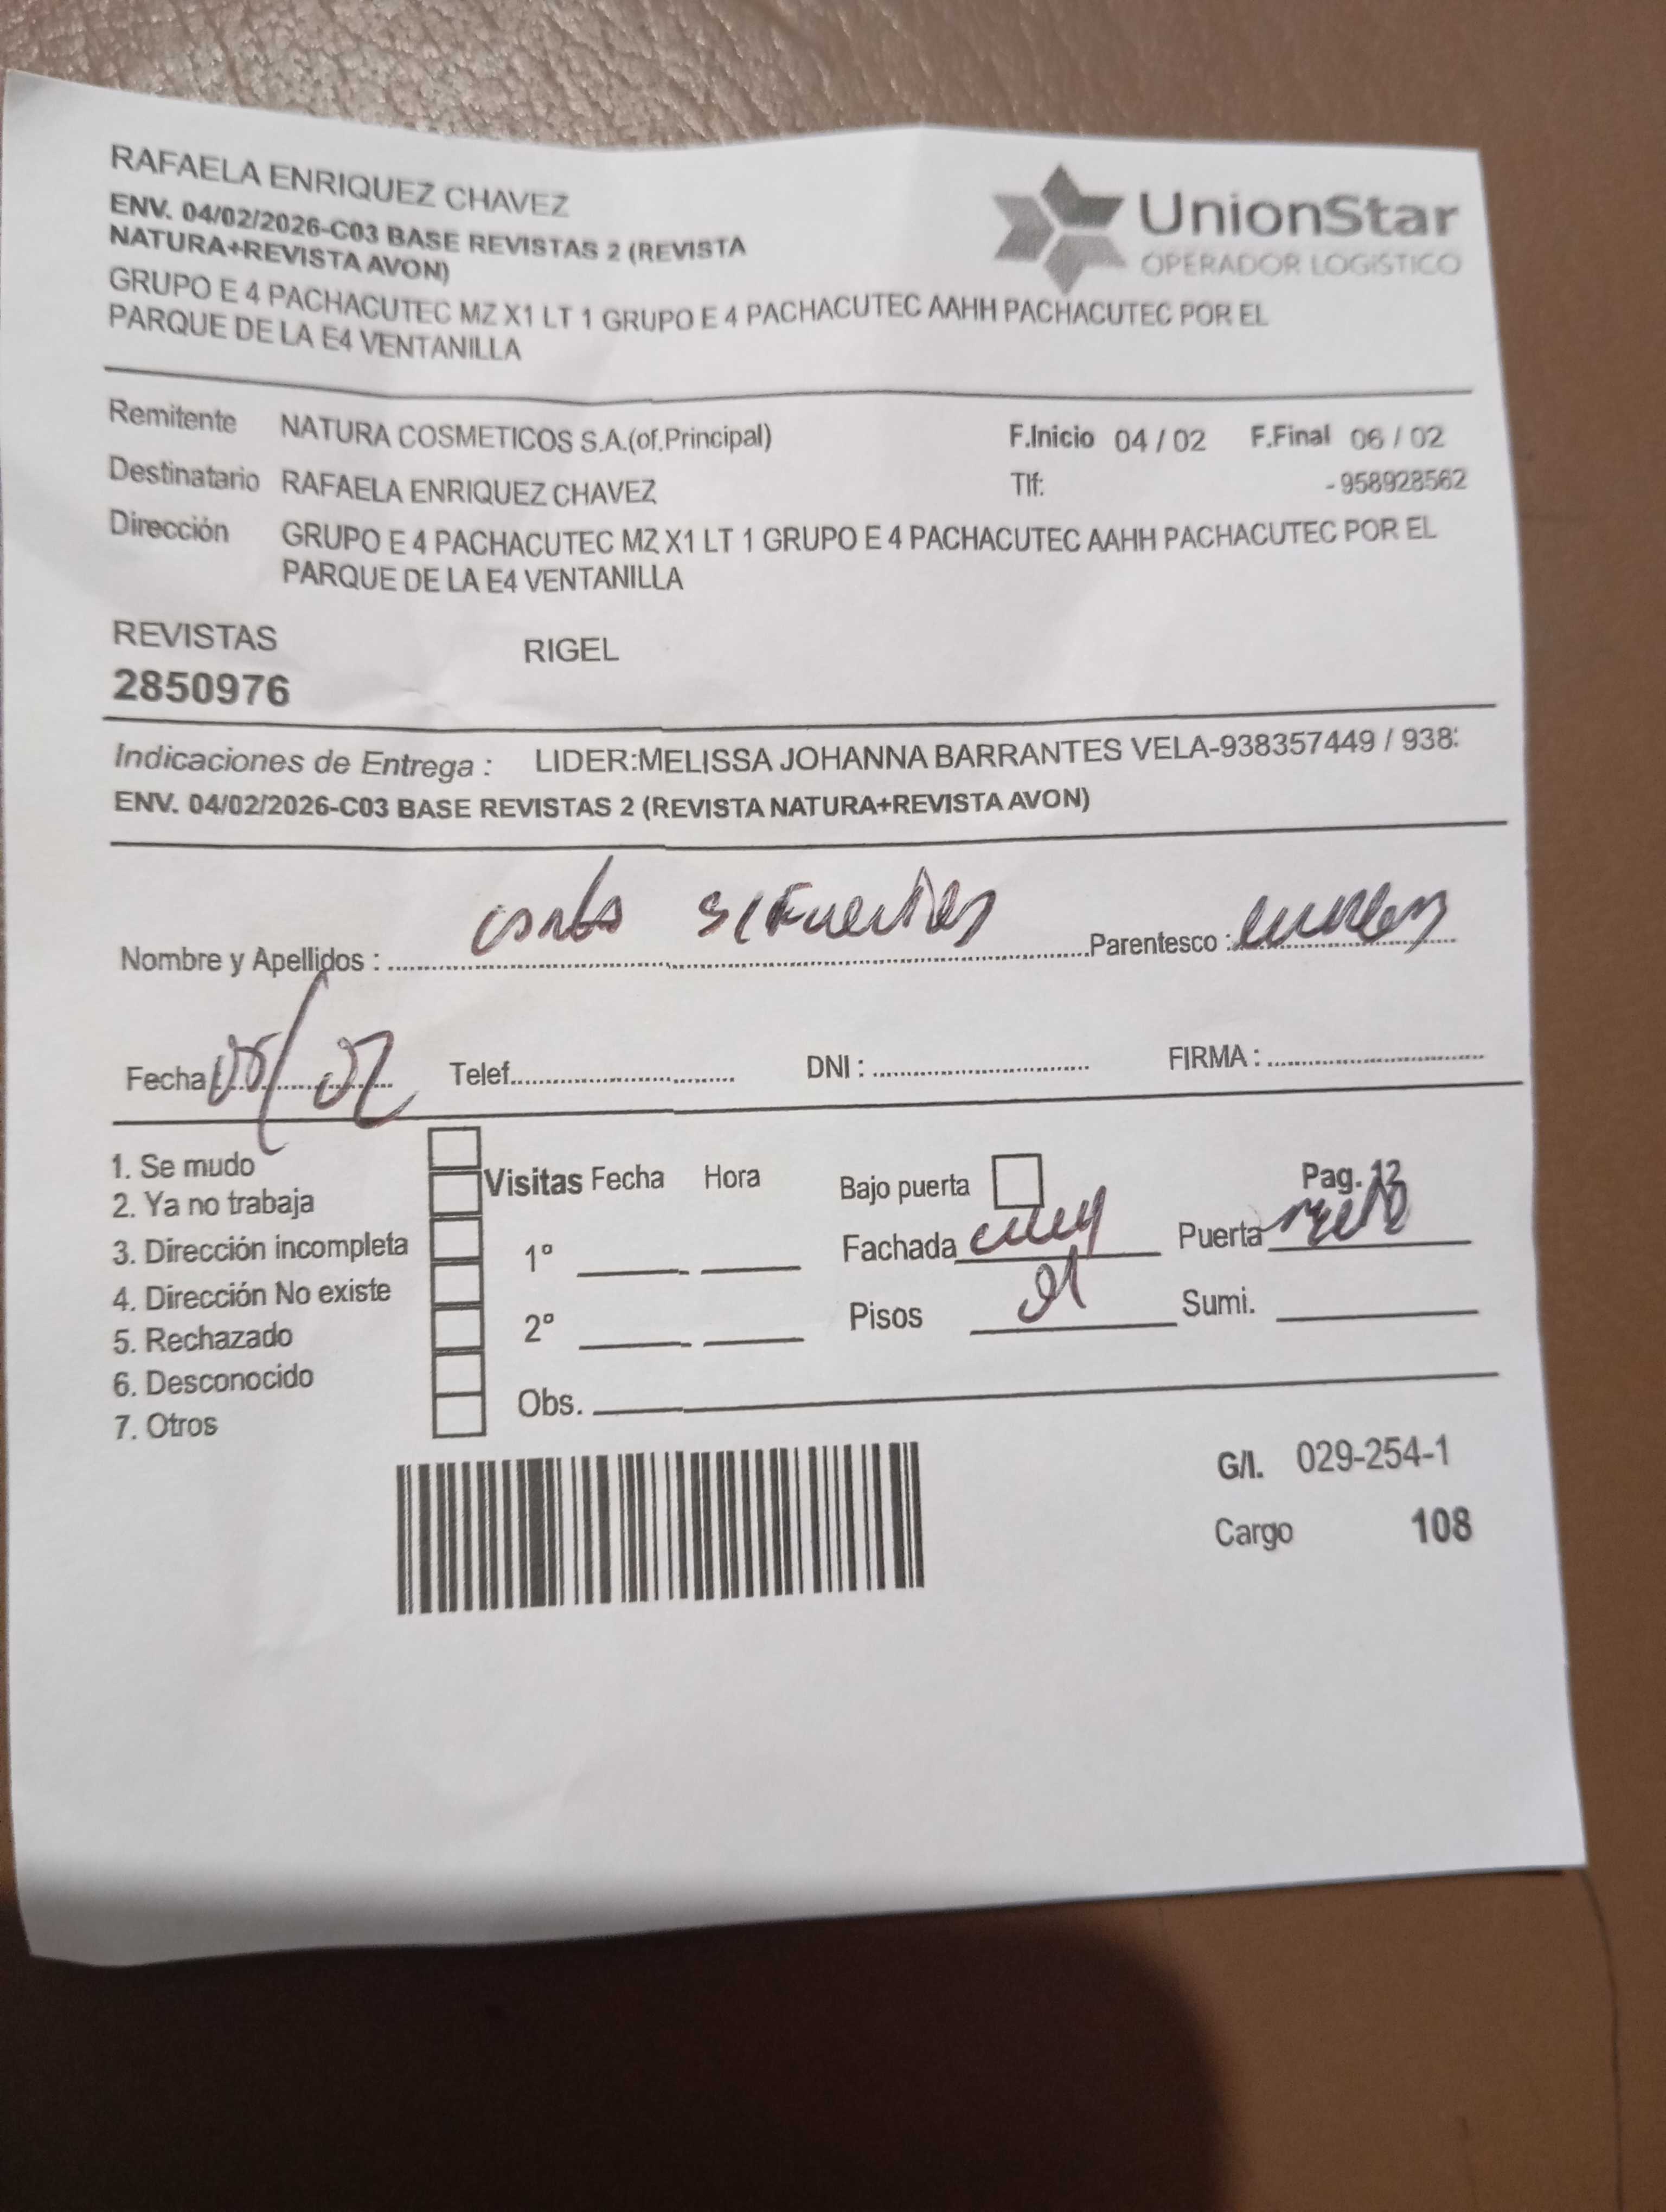 RAFAELA ENRIQUEZ CHAVEZ
ENV. 04/02/2026-C03 BASE REVISTAS 2 (REVISTA
NATURA+REVISTA AVON)
GRUPO E 4 PACHACUTEC MZ X1 LT 1 GRUPO E 4 PACHACUTEC AAHH PACHACUTEC POR EL
PARQUE DE LA E4 VENTANILLA
UnionStar
OPERADOR LOGISTICO
Remitente NATURA COSMETICOS S.A.(of.Principal) F.Inicio 04 / 02 F.Final 06 / 02
Destinatario RAFAELA ENRIQUEZ CHAVEZ Tlf: -958928562
Dirección GRUPO E 4 PACHACUTEC MZ X1 LT 1 GRUPO E 4 PACHACUTEC AAHH PACHACUTEC POR EL
PARQUE DE LA E4 VENTANILLA
REVISTAS RIGEL
2850976
Indicaciones de Entrega : LIDER:MELISSA JOHANNA BARRANTES VELA-938357449 / 938
ENV. 04/02/2026-C03 BASE REVISTAS 2 (REVISTA NATURA+REVISTA AVON)
Nombre y Apellidos : Parentesco :
Fecha 05/02 Telef. DNI : FIRMA :
1. Se mudo
2. Ya no trabaja
3. Dirección incompleta
4. Dirección No existe
5. Rechazado
6. Desconocido
7. Otros
Visitas Fecha Hora
1º
2º
Obs.
Bajo puerta Pag. 12
Fachada Puerta
Pisos Sumi.
G/I. 029-254-1
Cargo 108